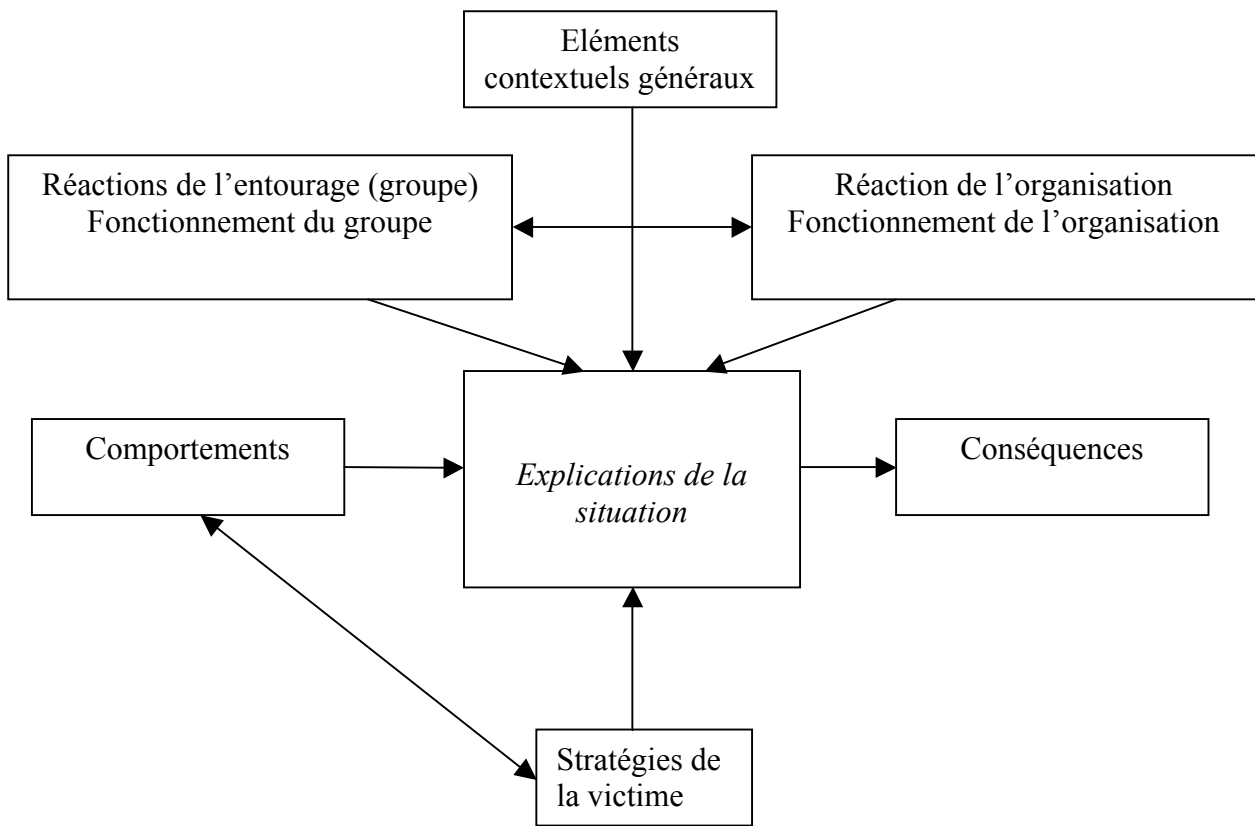 Eléments
contextuels généraux
Réactions de l’entourage (groupe)
Fonctionnement du groupe
Réaction de l’organisation
Fonctionnement de l’organisation
Comportements
Explications de la
situation
Conséquences
Stratégies de
la victime